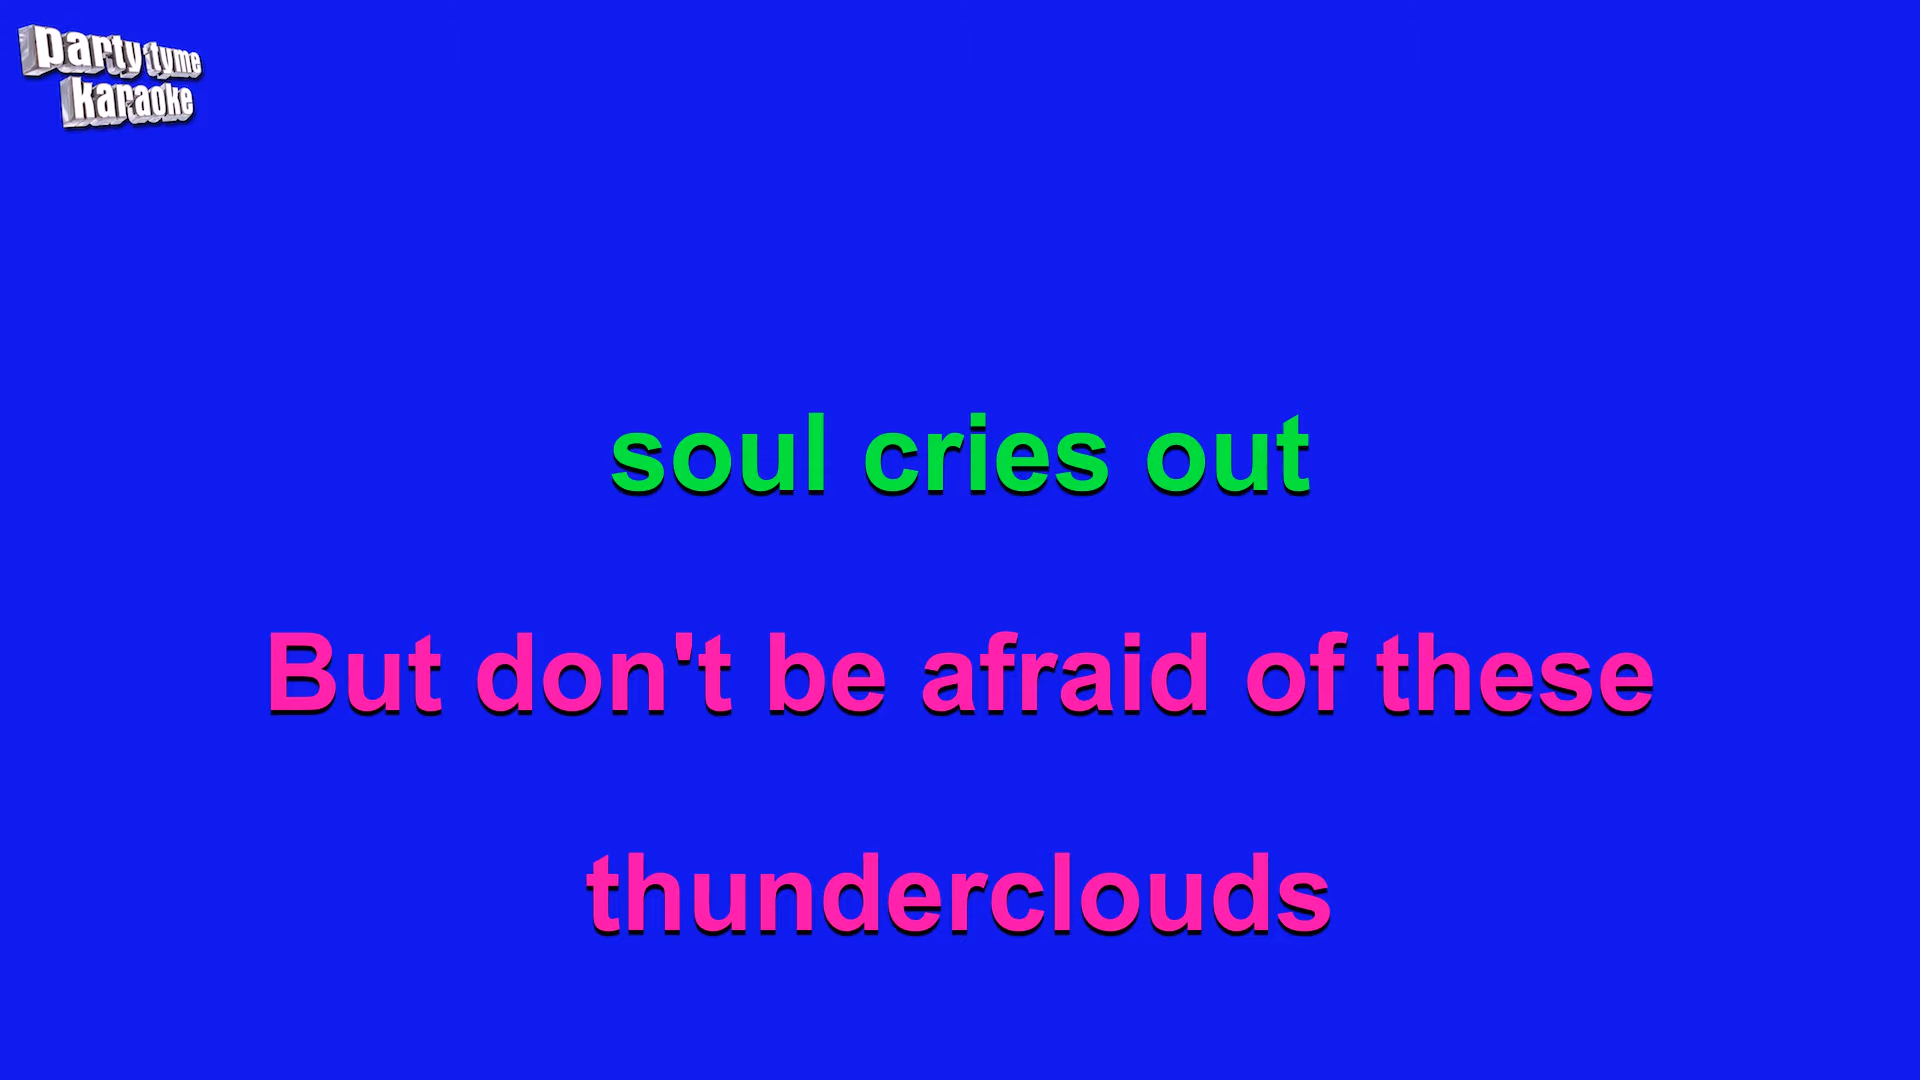 party tyme
karaoke
soul cries out
But don't be afraid of these
thunderclouds